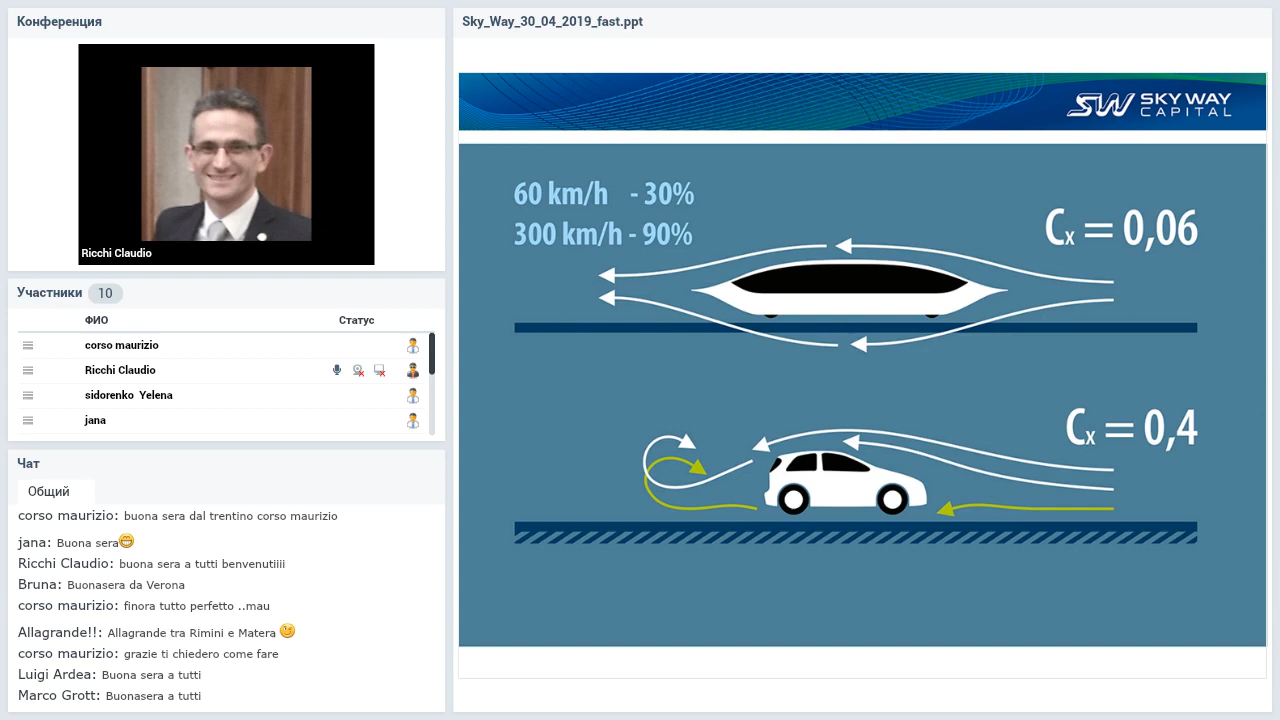 Конференция
Ricchi Claudio
Участники 10
ФИО Статус
corso maurizio
Ricchi Claudio
sidorenko Yelena
jana
Чат
Общий
corso maurizio: buona sera dal trentino corso maurizio
jana: Buona sera
Ricchi Claudio: buona sera a tutti benvenutiiii
Bruna: Buonasera da Verona
corso maurizio: finora tutto perfetto ..mau
Allagrande!!: Allagrande tra Rimini e Matera
corso maurizio: grazie ti chiedero come fare
Luigi Ardea: Buona sera a tutti
Marco Grott: Buonasera a tutti
Sky_Way_30_04_2019_fast.ppt
SW SKY WAY
CAPITAL
60 km/h - 30%
300 km/h - 90%
Cx = 0,06
Cx = 0,4